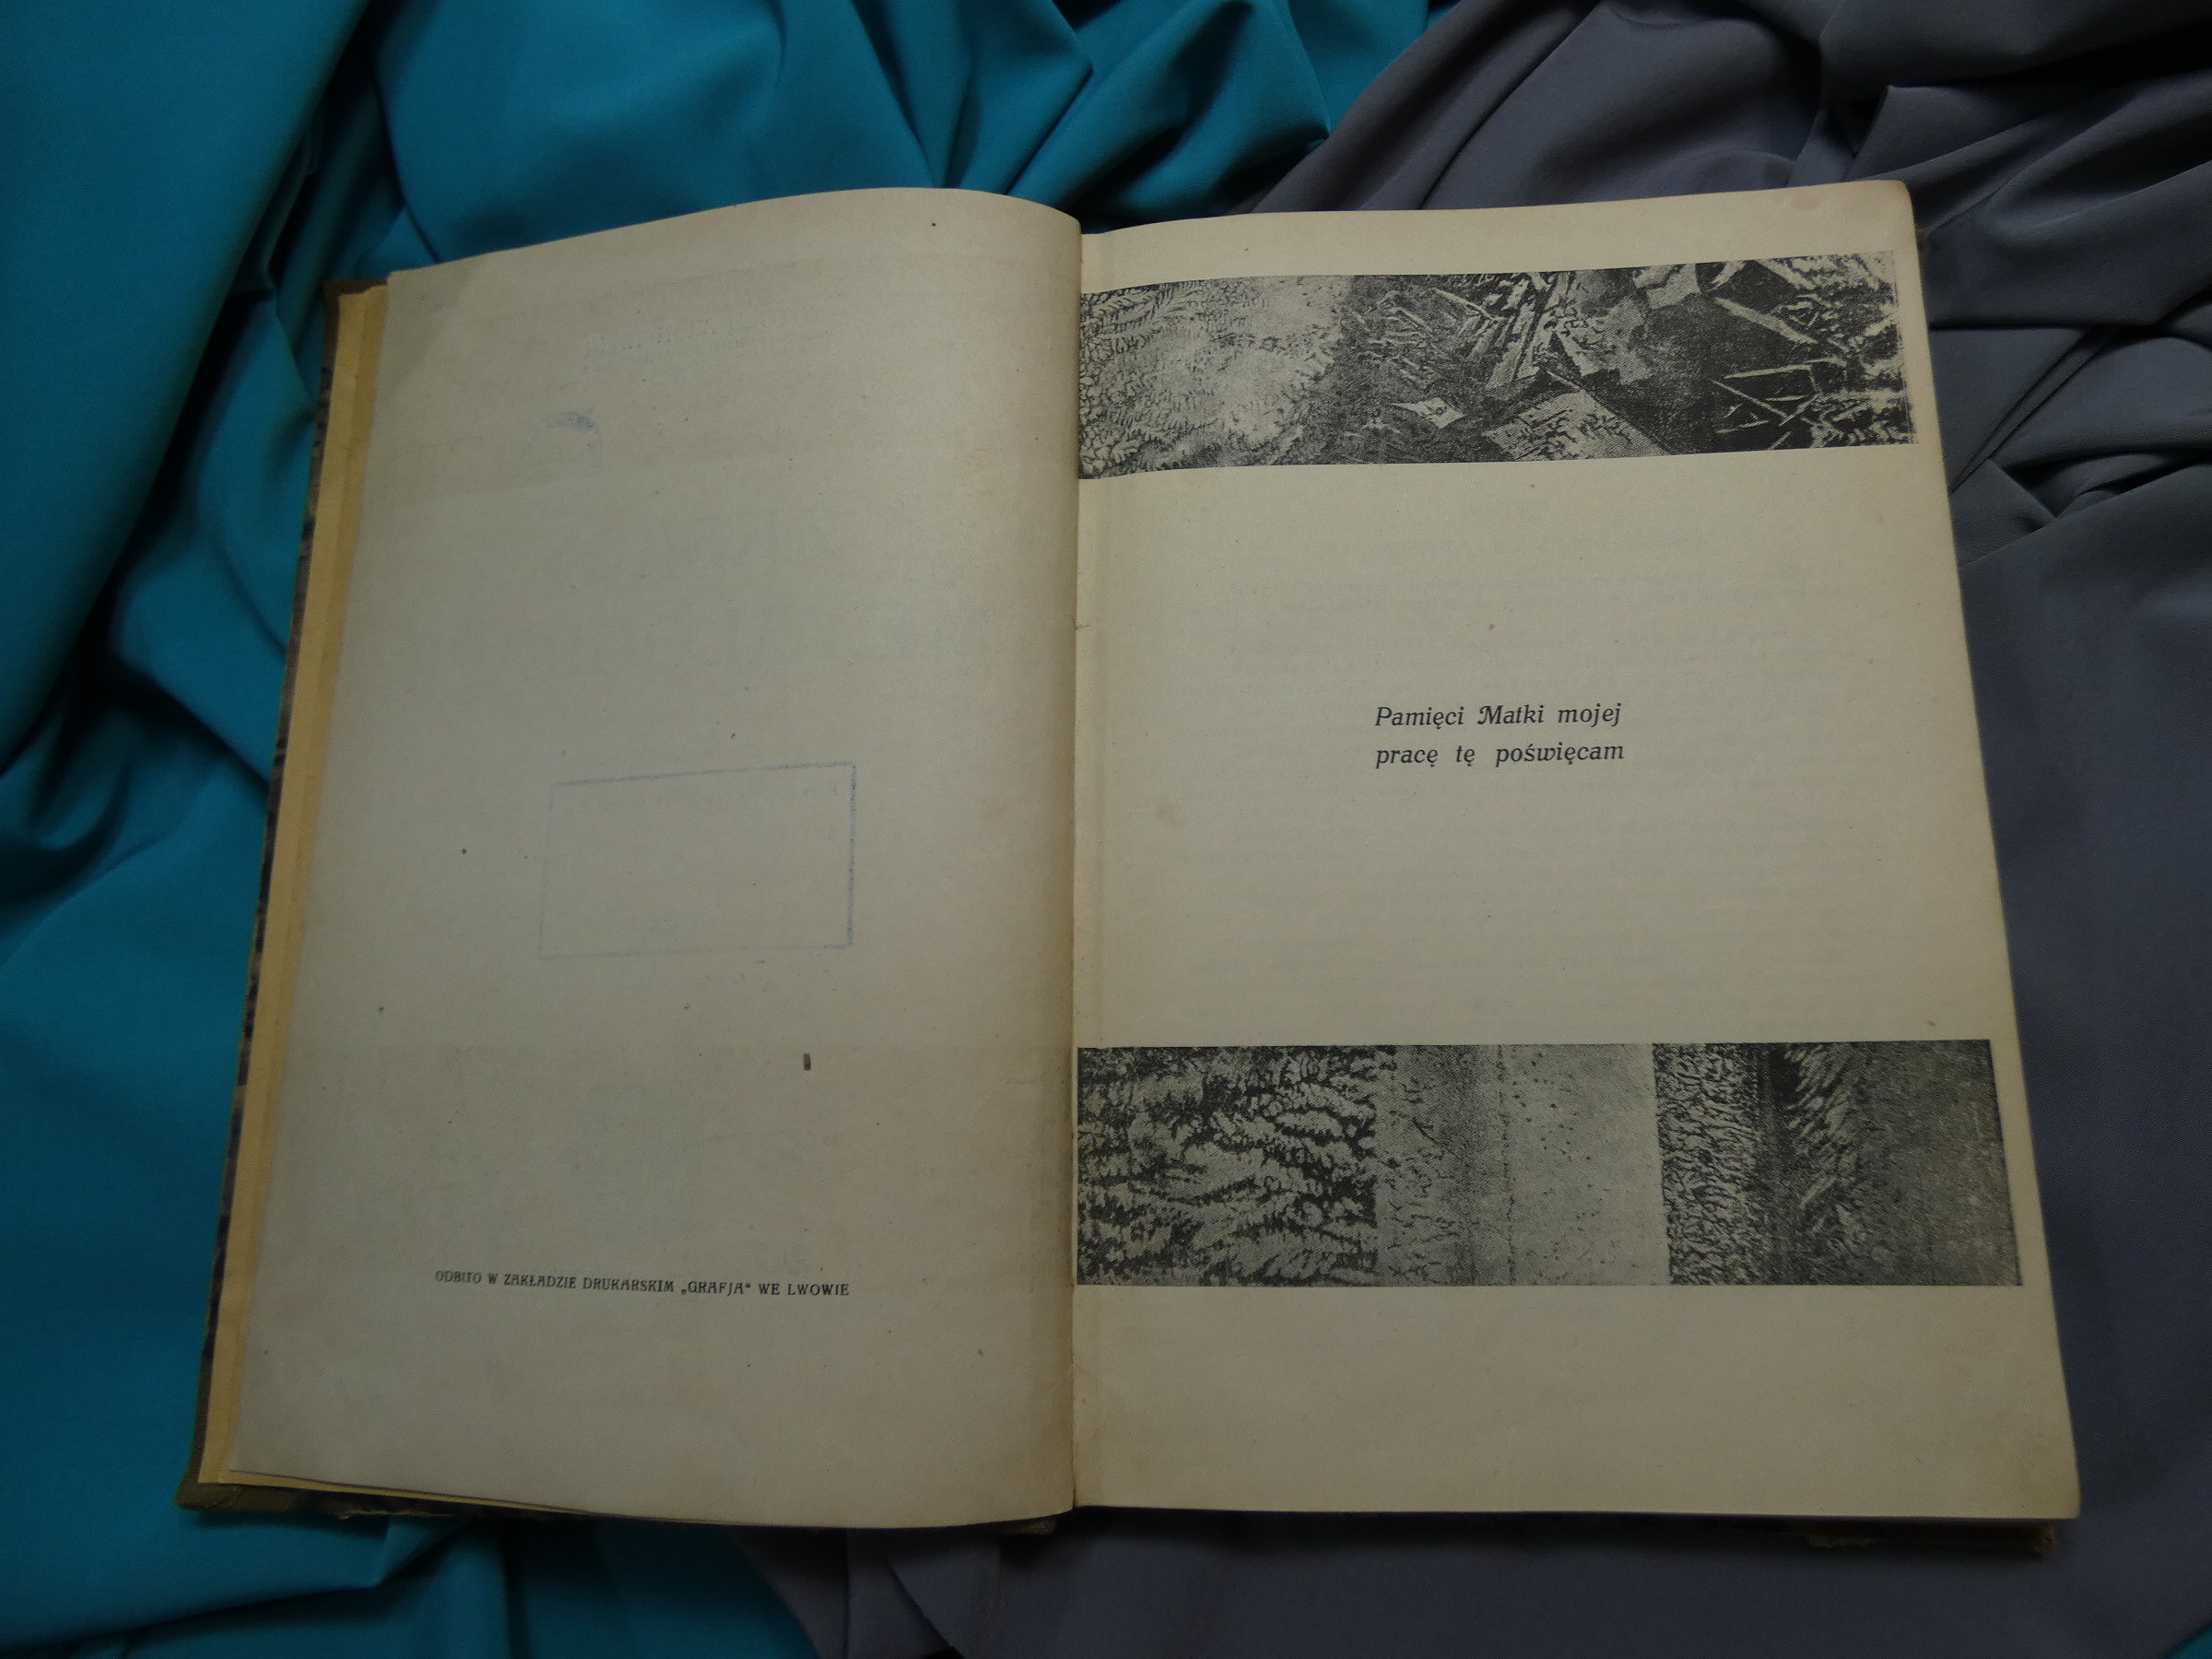 ODBITO W ZAKŁADZIE DRUKARSKIM „GRAFJA“ WE LWOWIE
Pamięci Matki mojej
pracę tę poświęcam